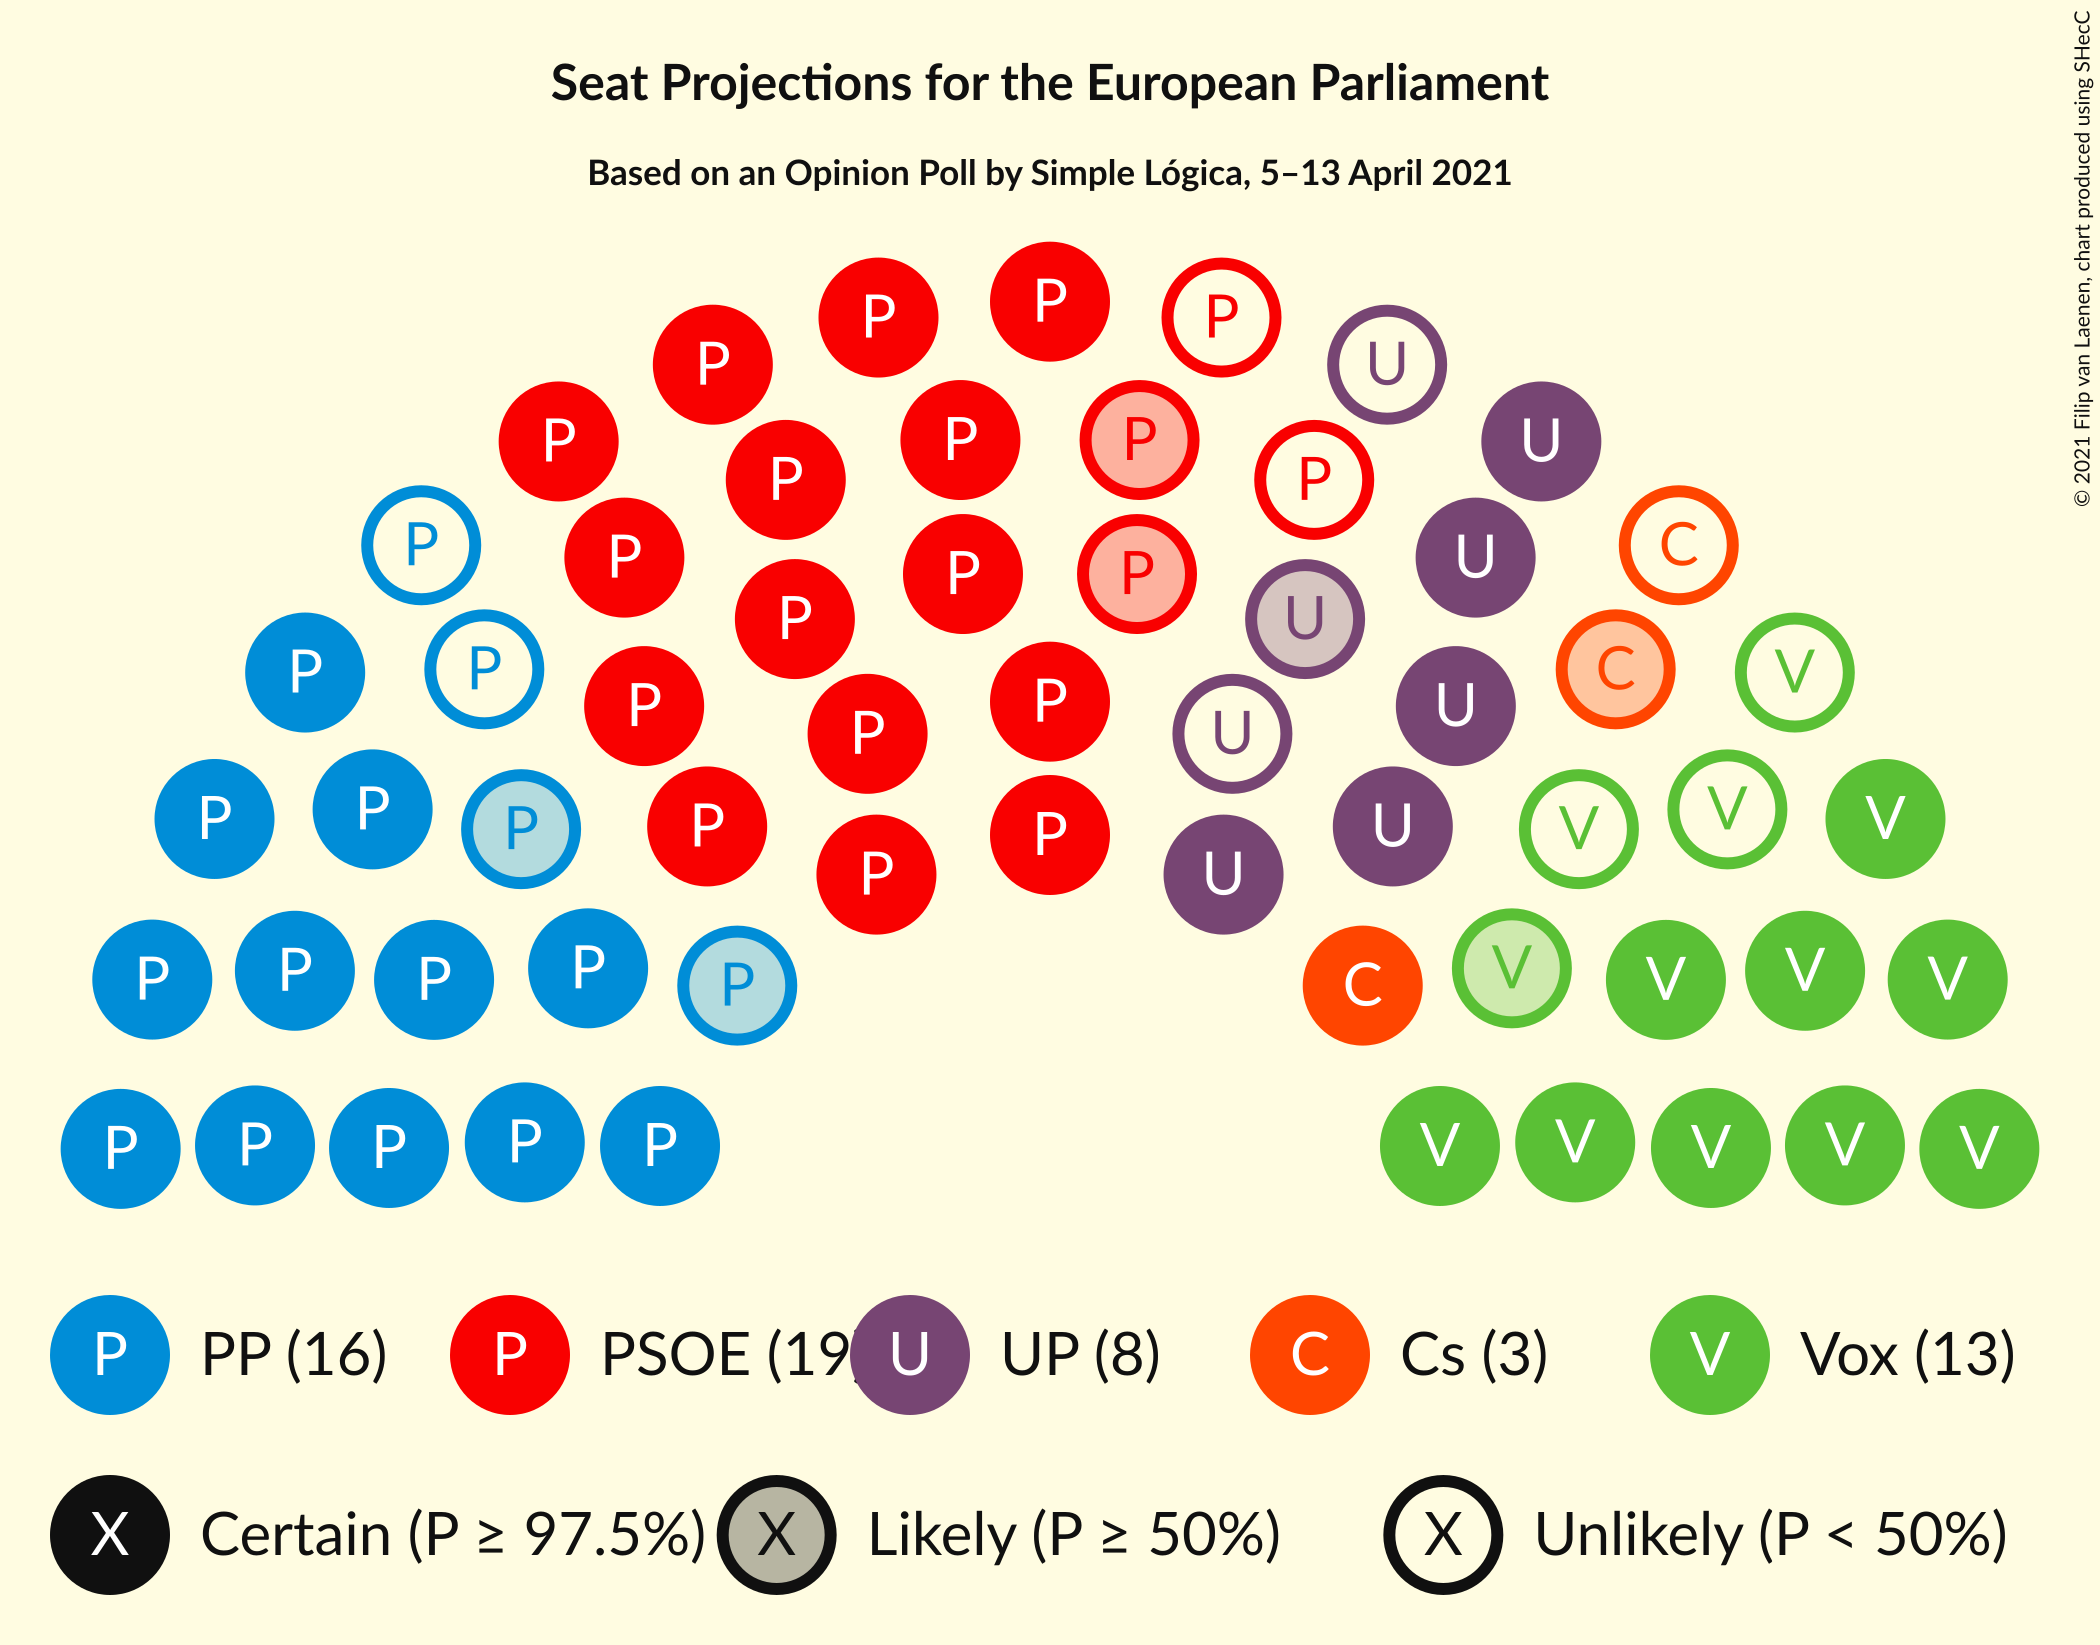 Seat Projections for the European Parliament
Based on an Opinion Poll by Simple Lógica, 5–13 April 2021
© 2021 Filip van Laenen, chart produced using SHecC
P
P P P
P P U
P P U
P P P
P U
P P U C
P P P
P U
P P U
C
P P V
P U
P U
P P P P V V V
P U
P P P P P C V V V V
P P P P P V V V V V
P PP (16) P PSOE (19) U UP (8) C Cs (3) V Vox (13)
X Certain (P ≥ 97.5%) X Likely (P ≥ 50%) X Unlikely (P < 50%)